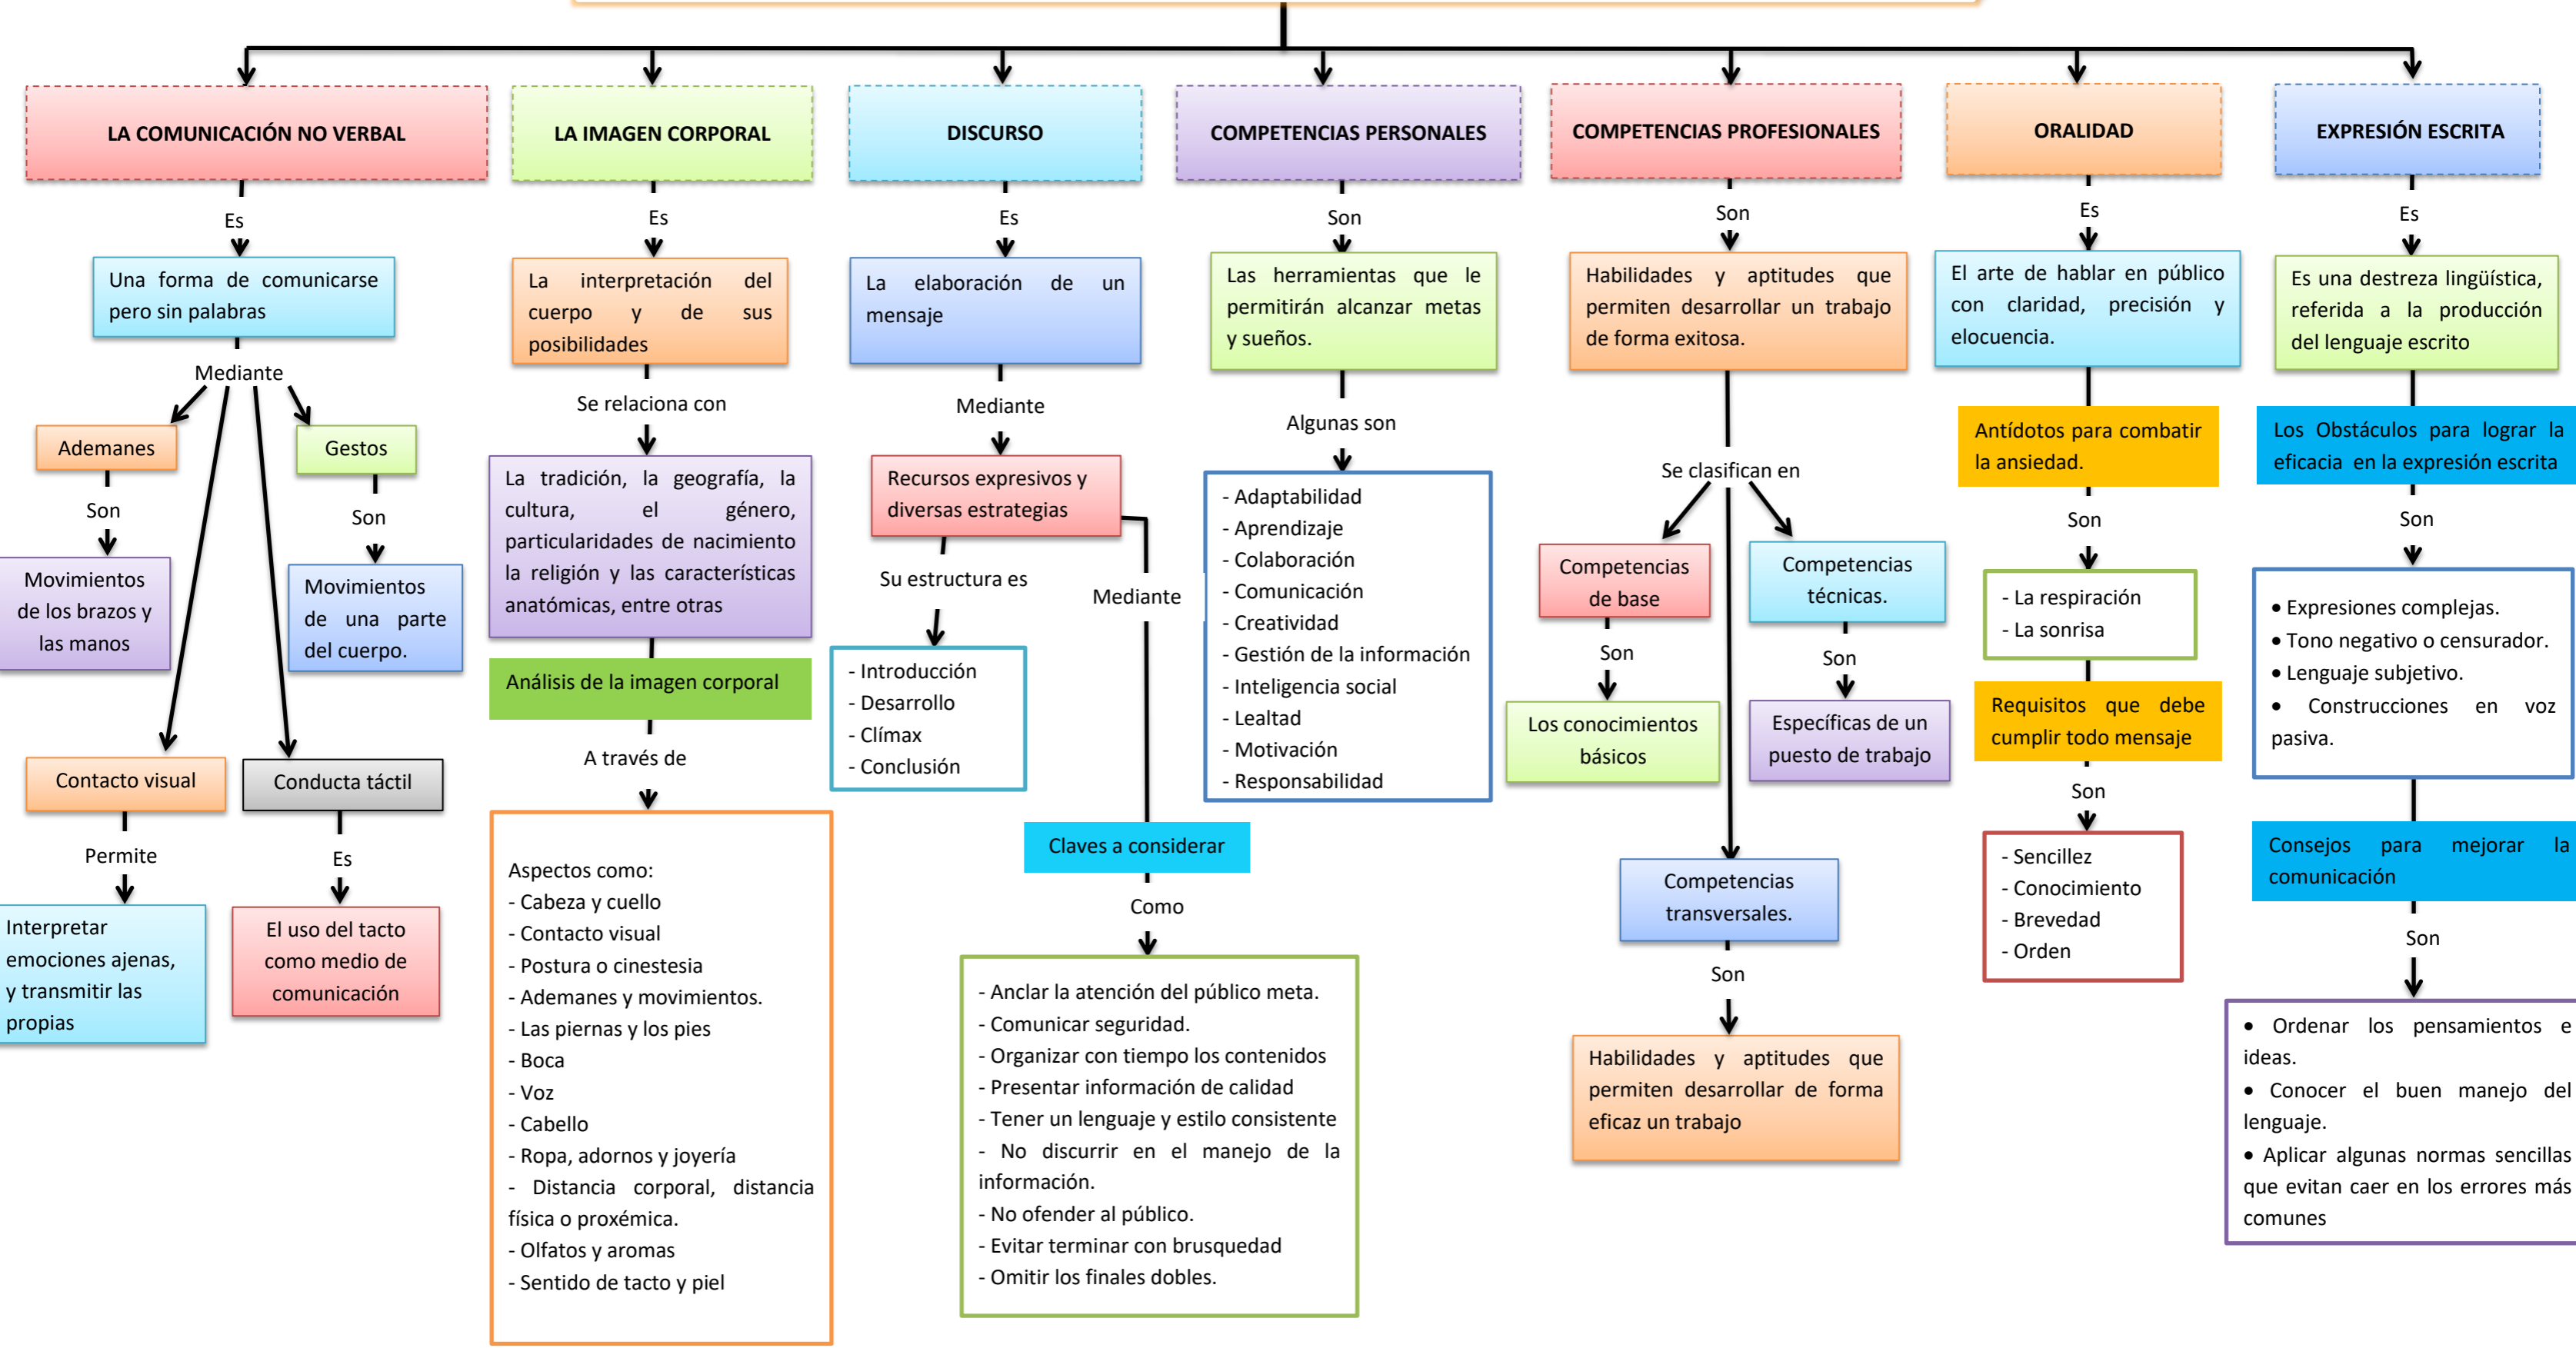 LA COMUNICACIÓN NO VERBAL
Es
Una forma de comunicarse
pero sin palabras
Mediante
Ademanes
Son
Movimientos
de los brazos y
las manos
Gestos
Son
Movimientos
de una parte
del cuerpo.
Contacto visual
Permite
Interpretar
emociones ajenas,
y transmitir las
propias
Conducta táctil
Es
El uso del tacto
como medio de
comunicación
LA IMAGEN CORPORAL
Es
La interpretación del
cuerpo y de sus
posibilidades
Se relaciona con
La tradición, la geografía, la
cultura, el género,
particularidades de nacimiento
la religión y las características
anatómicas, entre otras
Análisis de la imagen corporal
A través de
Aspectos como:
- Cabeza y cuello
- Contacto visual
- Postura o cinestesia
- Ademanes y movimientos.
- Las piernas y los pies
- Boca
- Voz
- Cabello
- Ropa, adornos y joyería
- Distancia corporal, distancia
física o proxémica.
- Olfatos y aromas
- Sentido de tacto y piel
DISCURSO
Es
La elaboración de un
mensaje
Mediante
Recursos expresivos y
diversas estrategias
Su estructura es
- Introducción
- Desarrollo
- Clímax
- Conclusión
Mediante
Claves a considerar
Como
- Anclar la atención del público meta.
- Comunicar seguridad.
- Organizar con tiempo los contenidos
- Presentar información de calidad
- Tener un lenguaje y estilo consistente
- No discurrir en el manejo de la
información.
- No ofender al público.
- Evitar terminar con brusquedad
- Omitir los finales dobles.
COMPETENCIAS PERSONALES
Son
Las herramientas que le
permitirán alcanzar metas
y sueños.
Algunas son
- Adaptabilidad
- Aprendizaje
- Colaboración
- Comunicación
- Creatividad
- Gestión de la información
- Inteligencia social
- Lealtad
- Motivación
- Responsabilidad
COMPETENCIAS PROFESIONALES
Son
Habilidades y aptitudes que
permiten desarrollar un trabajo
de forma exitosa.
Se clasifican en
Competencias
de base
Son
Los conocimientos
básicos
Competencias
técnicas.
Son
Específicas de un
puesto de trabajo
Competencias
transversales.
Son
Habilidades y aptitudes que
permiten desarrollar de forma
eficaz un trabajo
ORALIDAD
Es
El arte de hablar en público
con claridad, precisión y
elocuencia.
Antídotos para combatir
la ansiedad.
Son
- La respiración
- La sonrisa
Requisitos que debe
cumplir todo mensaje
Son
- Sencillez
- Conocimiento
- Brevedad
- Orden
EXPRESIÓN ESCRITA
Es
Es una destreza lingüística,
referida a la producción
del lenguaje escrito
Los Obstáculos para lograr la
eficacia en la expresión escrita
Son
• Expresiones complejas.
• Tono negativo o censurador.
• Lenguaje subjetivo.
• Construcciones en voz
pasiva.
Consejos para mejorar la
comunicación
Son
• Ordenar los pensamientos e
ideas.
• Conocer el buen manejo del
lenguaje.
• Aplicar algunas normas sencillas
que evitan caer en los errores más
comunes